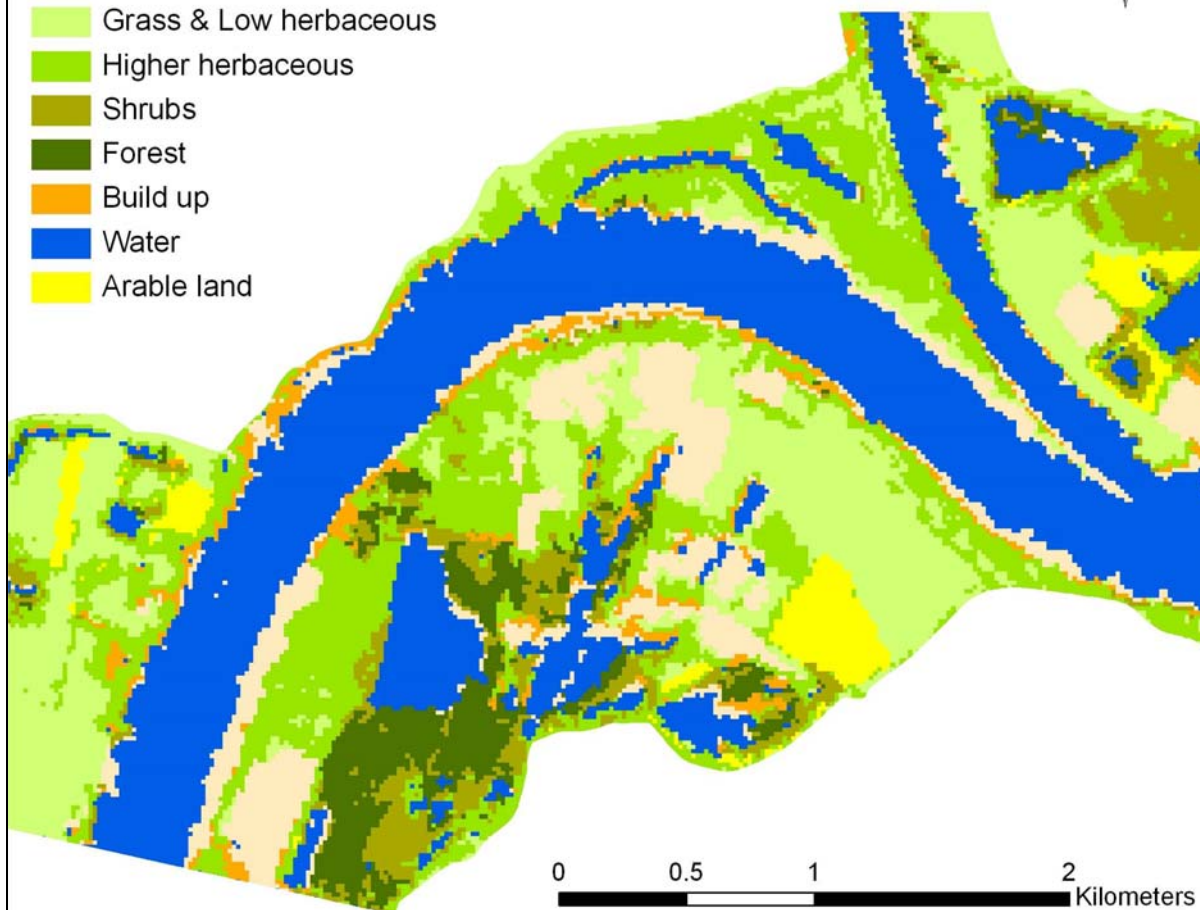 Grass & Low herbaceous
Higher herbaceous
Shrubs
Forest
Build up
Water
Arable land
0 0.5 1 2
Kilometers